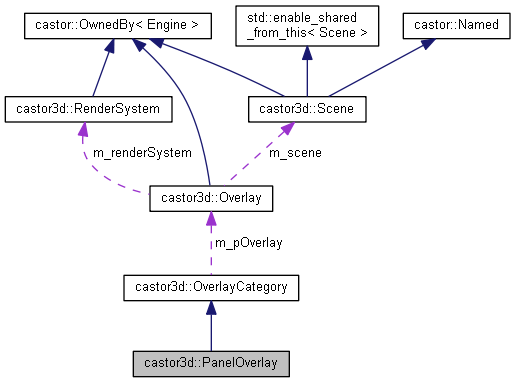 castor::OwnedBy< Engine >
std::enable_shared
_from_this< Scene >
castor::Named
castor3d::RenderSystem
castor3d::Scene
m_renderSystem
m_scene
castor3d::Overlay
m_pOverlay
castor3d::OverlayCategory
castor3d::PanelOverlay